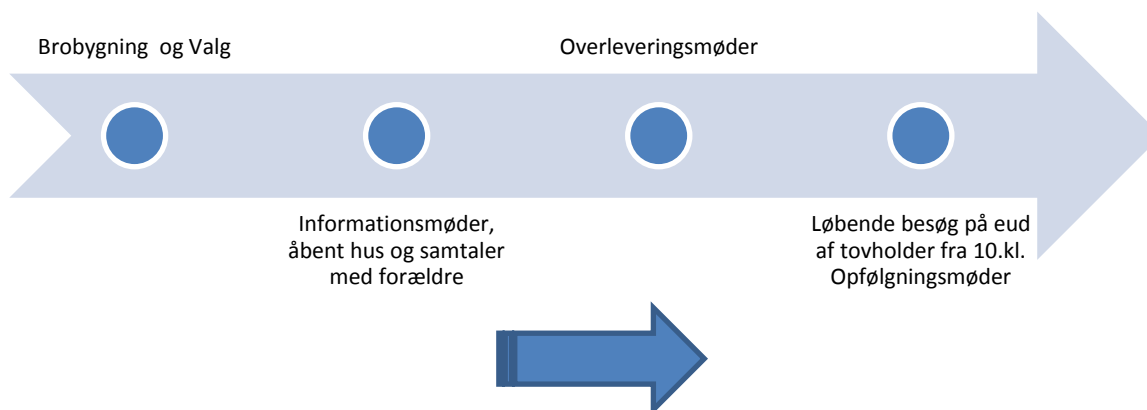 Brobygning og Valg
Overleveringsmøder
Informationsmøder,
åbent hus og samtaler
med forældre
Løbende besøg på eud
af tovholder fra 10.kl.
Opfølgningsmøder